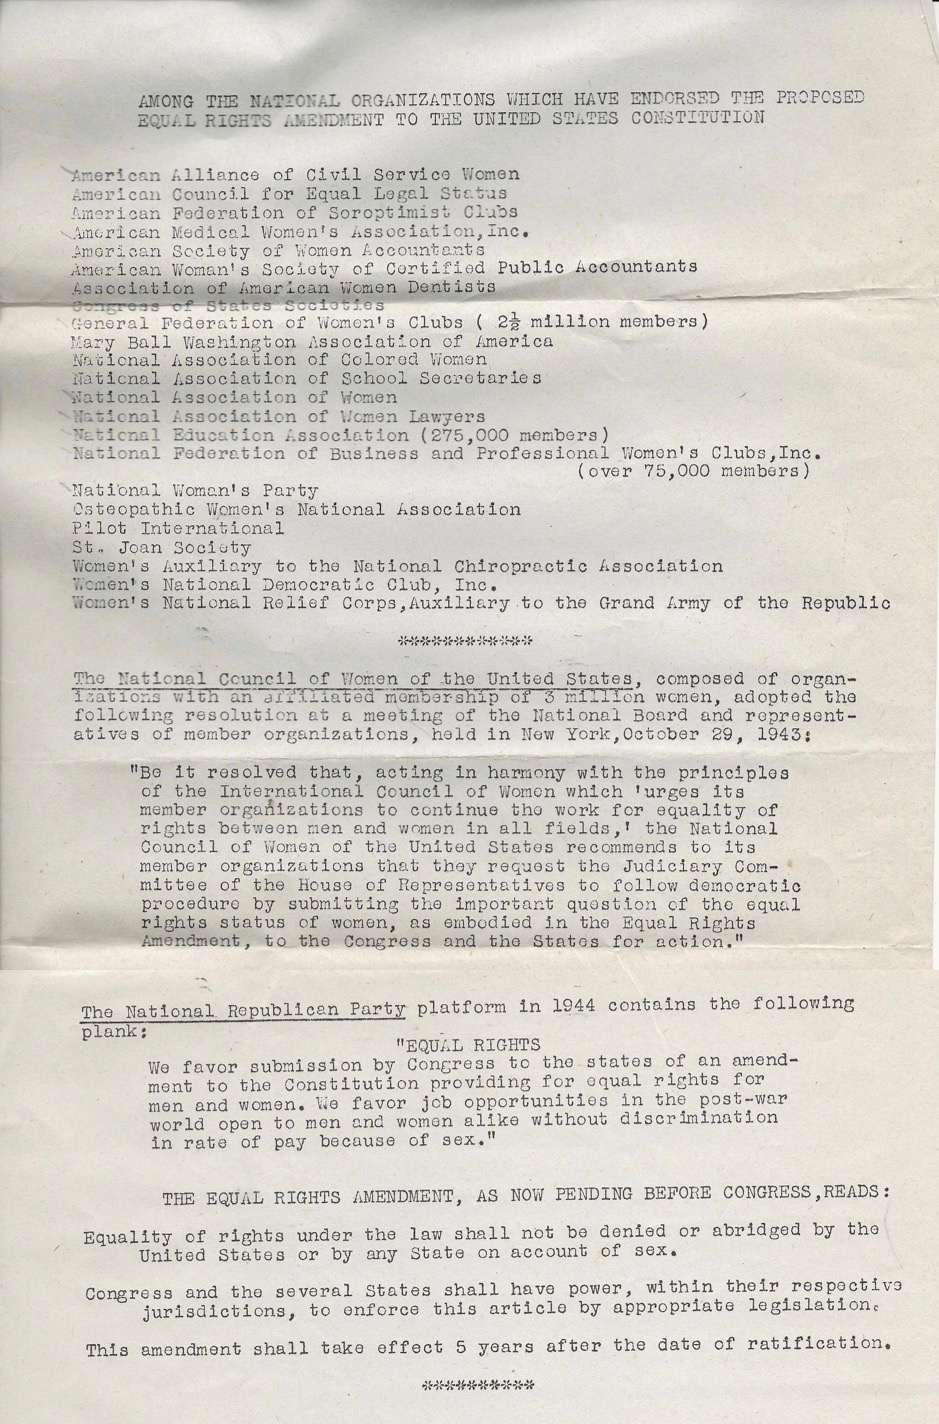 AMONG THE NATIONAL ORGANIZATIONS WHICH HAVE ENDORSED THE PROPOSED
EQUAL RIGHTS AMENDMENT TO THE UNITED STATES CONSTITUTION
American Alliance of Civil Service Women
American Council for Equal Legal Status
American Federation of Soroptimist Clubs
American Medical Women's Association,Inc.
American Society of Women Accountants
American Woman's Society of Certified Public Accountants
Association of American Women Dentists
Congress of States Societies
General Federation of Women's Clubs ( 2½ million members)
Mary Ball Washington Association of America
National Association of Colored Women
National Association of School Secretaries
National Association of Women
National Association of Women Lawyers
National Education Association (275,000 members)
National Federation of Business and Professional Women's Clubs,Inc.
(over 75,000 members)
National Woman's Party
Osteopathic Women's National Association
Pilot International
St. Joan Society
Women's Auxiliary to the National Chiropractic Association
Women's National Democratic Club, Inc.
Women's National Relief Corps,Auxiliary to the Grand Army of the Republic
************
The National Council of Women of the United States, composed of organ-
izations with an affiliated membership of 3 million women, adopted the
following resolution at a meeting of the National Board and represent-
atives of member organizations, held in New York,October 29, 1943:
"Be it resolved that, acting in harmony with the principles
of the International Council of Women which 'urges its
member organizations to continue the work for equality of
rights between men and women in all fields,' the National
Council of Women of the United States recommends to its
member organizations that they request the Judiciary Com-
mittee of the House of Representatives to follow democratic
procedure by submitting the important question of the equal
rights status of women, as embodied in the Equal Rights
Amendment, to the Congress and the States for action."
The National Republican Party platform in 1944 contains the following
plank:
"EQUAL RIGHTS
We favor submission by Congress to the states of an amend-
ment to the Constitution providing for equal rights for
men and women. We favor job opportunities in the post-war
world open to men and women alike without discrimination
in rate of pay because of sex."
THE EQUAL RIGHTS AMENDMENT, AS NOW PENDING BEFORE CONGRESS,READS:
Equality of rights under the law shall not be denied or abridged by the
United States or by any State on account of sex.
Congress and the several States shall have power, within their respective
jurisdictions, to enforce this article by appropriate legislation.
This amendment shall take effect 5 years after the date of ratification.
**********